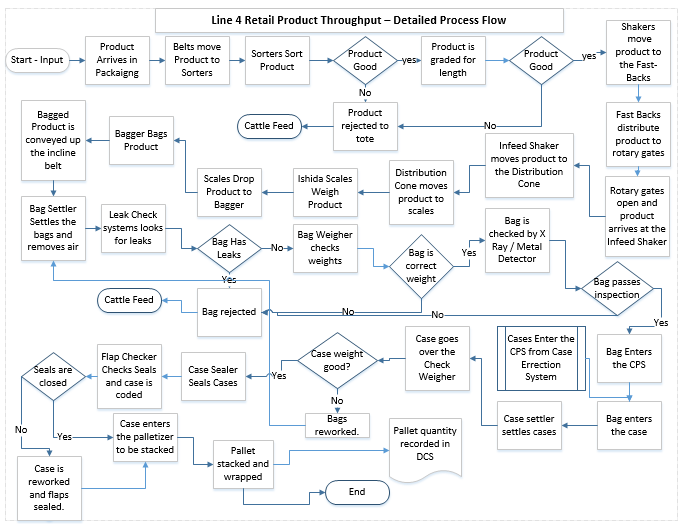 Line 4 Retail Product Throughput – Detailed Process Flow
Start - Input
Product
Arrives in
Packaigng
Belts move
Product to
Sorters
Sorters Sort
Product
Product
Good
yes
Product is
graded for
length
Product
Good
yes
Shakers
move
product to
the Fast-
Backs
No
No
Cattle Feed
Product
rejected to
tote
Fast Backs
distribute
product to
rotary gates
Bagged
Product is
conveyed up
the incline
belt
Bagger Bags
Product
Scales Drop
Product to
Bagger
Ishida Scales
Weigh
Product
Distribution
Cone moves
product to
scales
Infeed Shaker
moves product to
the Distribution
Cone
Rotary gates
open and
product
arrives at the
Infeed Shaker
Bag Settler
Settles the
bags and
removes air
Leak Check
systems looks
for leaks
Bag Has
Leaks
No
Bag Weigher
checks
weights
Bag is
correct
weight
Yes
Bag is
checked by X
Ray / Metal
Detector
Bag passes
inspection
Yes
Cattle Feed
Bag rejected
No
No
Yes
Seals are
closed
Flap Checker
Checks Seals
and case is
coded
Case Sealer
Seals Cases
Yes
Case weight
good?
Case goes
over the
Check
Weigher
Cases Enter the
CPS from Case
Errection
System
Bag Enters
the CPS
No
Bags
reworked.
Case settler
settles cases
Bag enters
the case
No
Yes
Case enters
the palletizer
to be stacked
Pallet
stacked and
wrapped
Pallet quantity
recorded in
DCS
Case is
reworked
and flaps
sealed.
End